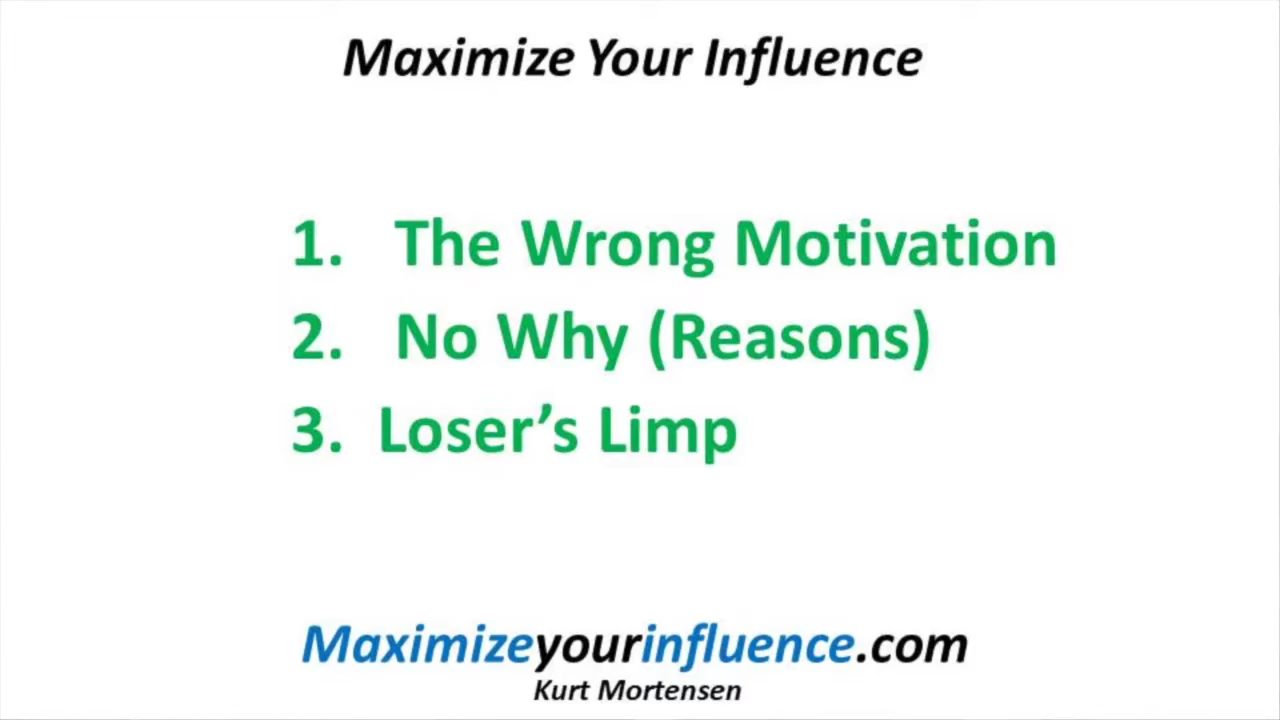 Maximize Your Influence
1. The Wrong Motivation
2. No Why (Reasons)
3. Loser’s Limp
Maximizeyourinfluence.com
Kurt Mortensen